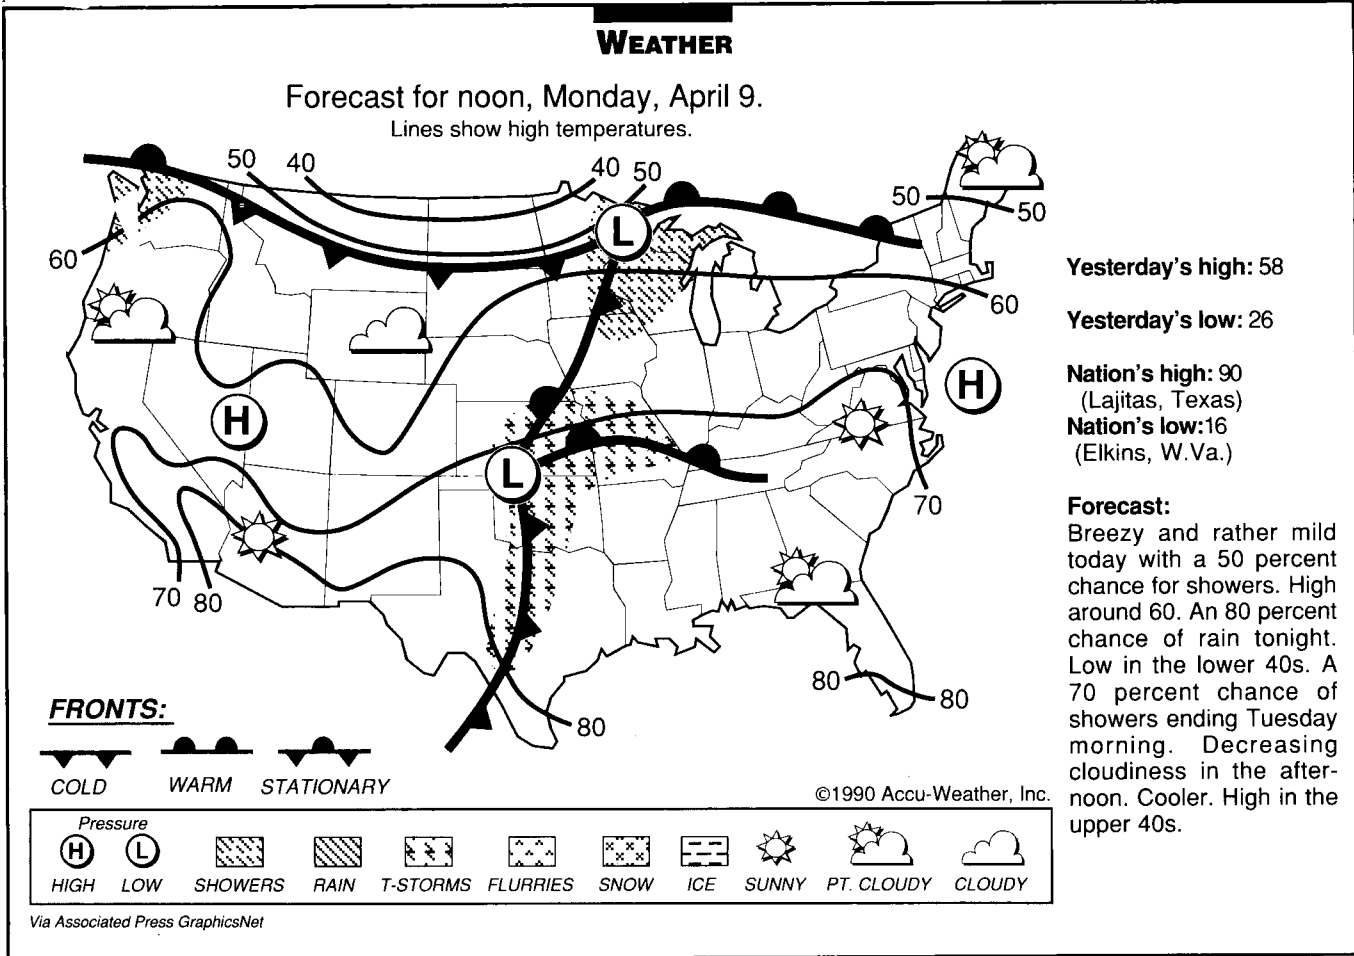 WEATHER
Forecast for noon, Monday, April 9.
Lines show high temperatures.
50 40
40 50
50
50
60
60
H
L
H
L
70
70 80
80
80
80
FRONTS:
COLD WARM STATIONARY
©1990 Accu-Weather, Inc.
Pressure
H L
HIGH LOW SHOWERS RAIN T-STORMS FLURRIES SNOW ICE SUNNY PT. CLOUDY CLOUDY
Via Associated Press GraphicsNet
Yesterday's high: 58
Yesterday's low: 26
Nation's high: 90
(Lajitas, Texas)
Nation's low:16
(Elkins, W.Va.)
Forecast:
Breezy and rather mild
today with a 50 percent
chance for showers. High
around 60. An 80 percent
chance of rain tonight.
Low in the lower 40s. A
70 percent chance of
showers ending Tuesday
morning. Decreasing
cloudiness in the after-
noon. Cooler. High in the
upper 40s.